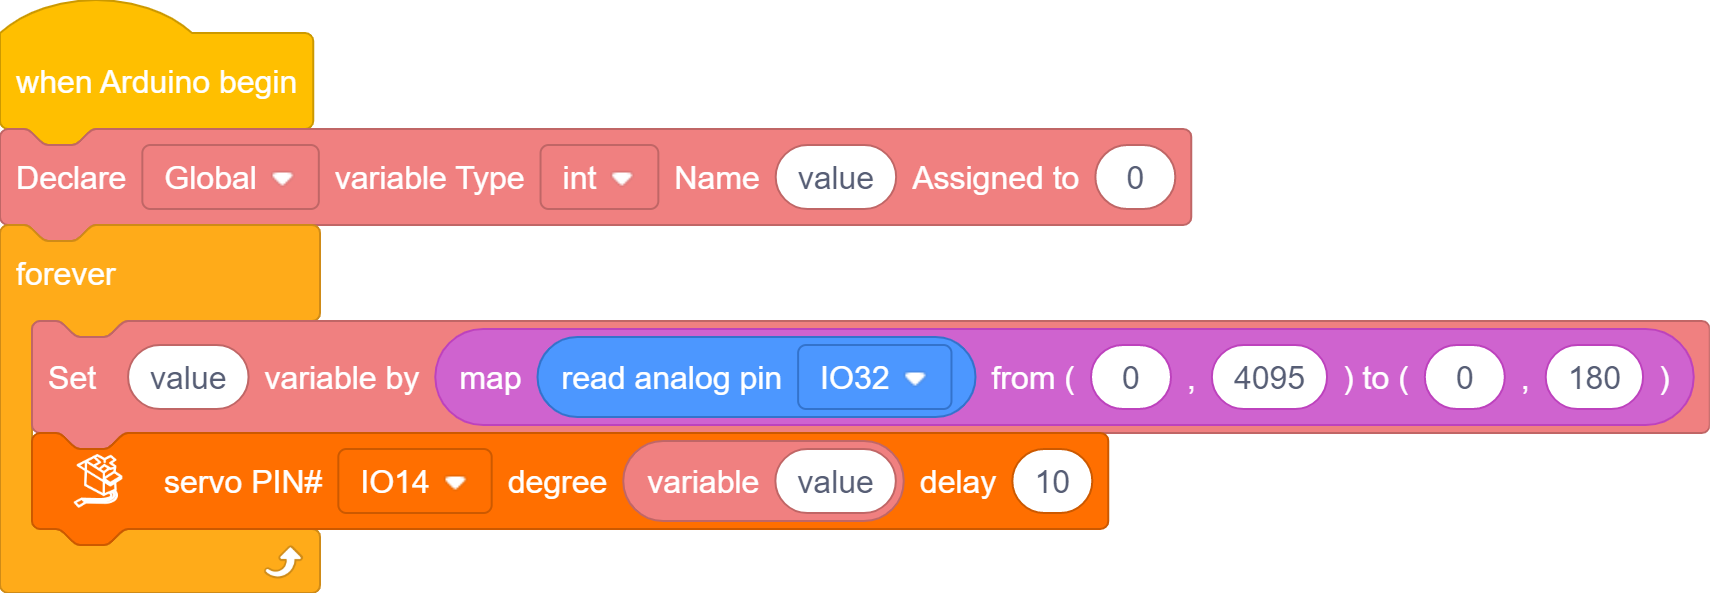 when Arduino begin
Declare Global variable Type int Name value Assigned to 0
forever
Set value variable by map read analog pin IO32 from ( 0 , 4095 ) to ( 0 , 180 )
servo PIN# IO14 degree variable value delay 10